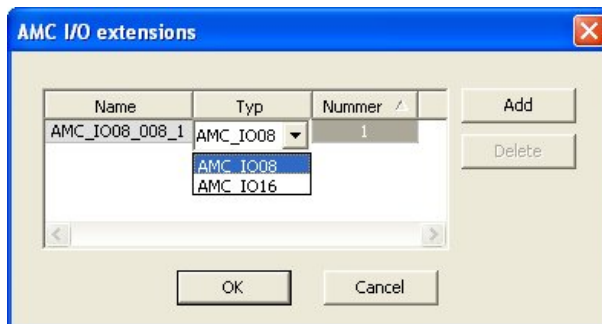 AMC I/O extensions
Name Typ Nummer
AMC_IO08_008_1 AMC_IO08 1
AMC_IO08
AMC_IO16
Add
Delete
OK Cancel